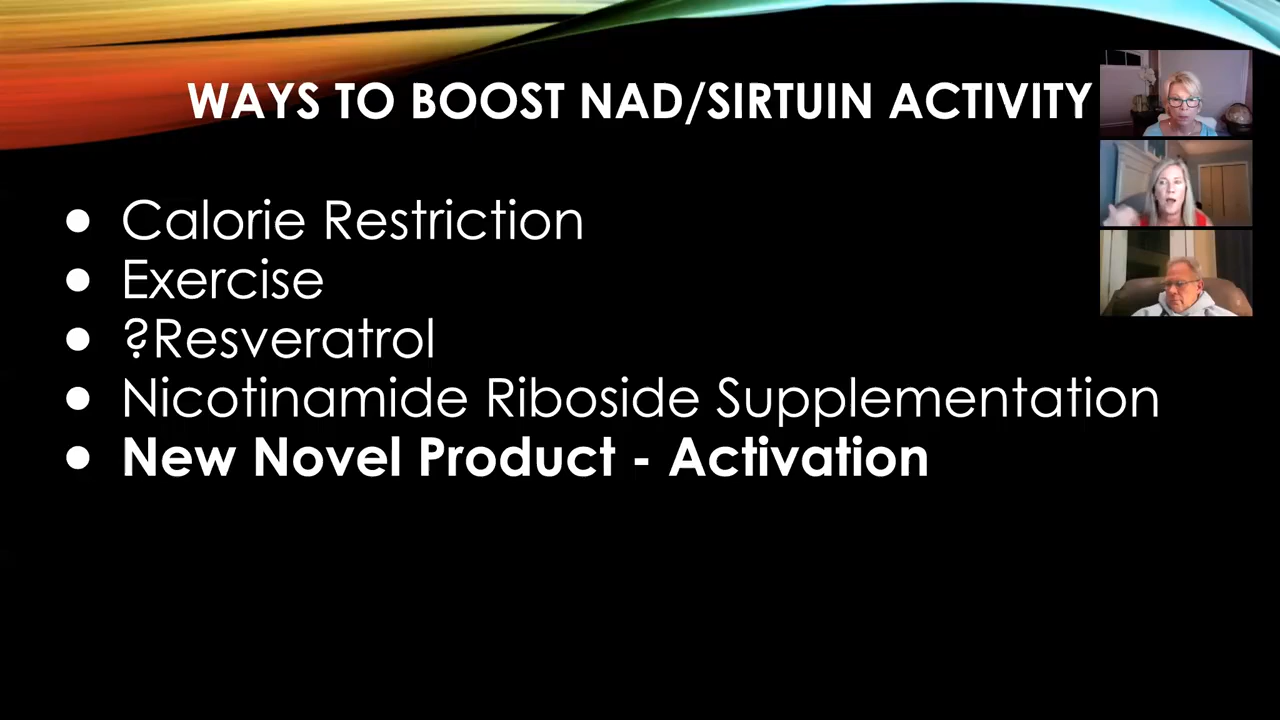 WAYS TO BOOST NAD/SIRTUIN ACTIVITY
● Calorie Restriction
● Exercise
● ?Resveratrol
● Nicotinamide Riboside Supplementation
● New Novel Product - Activation